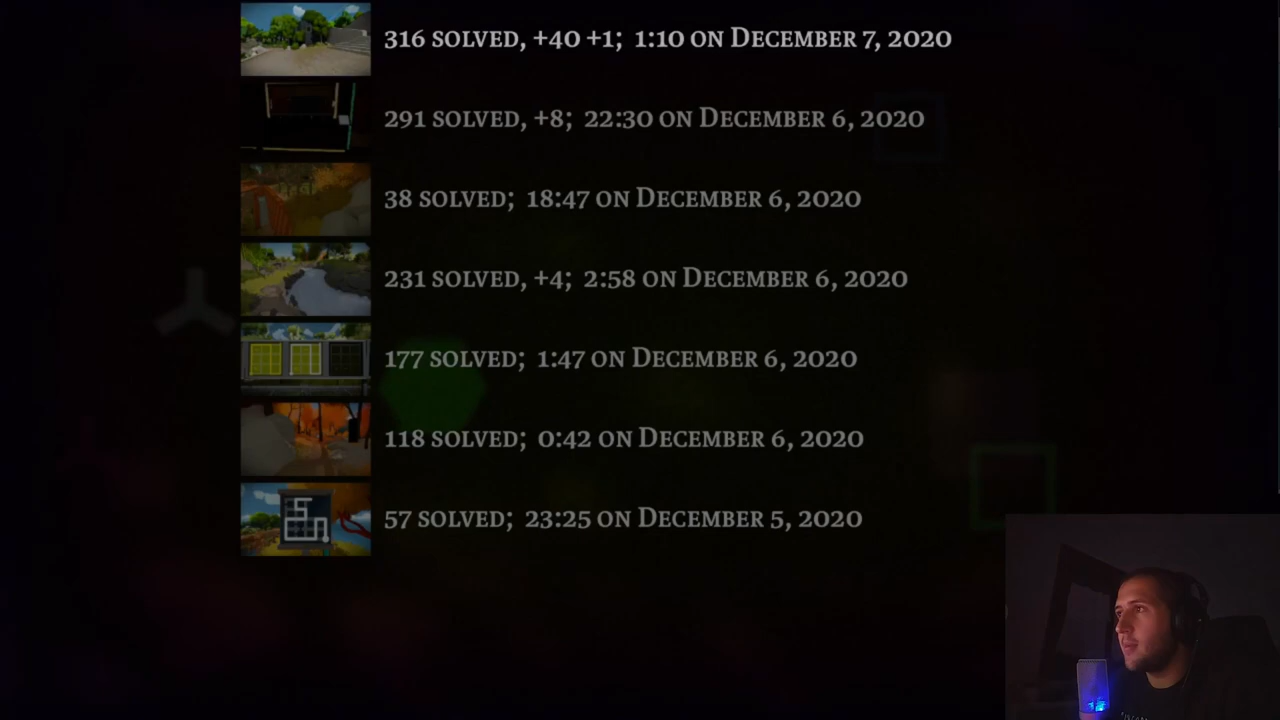 316 SOLVED, +40 +1; 1:10 ON DECEMBER 7, 2020
291 SOLVED, +8; 22:30 ON DECEMBER 6, 2020
38 SOLVED; 18:47 ON DECEMBER 6, 2020
231 SOLVED, +4; 2:58 ON DECEMBER 6, 2020
177 SOLVED; 1:47 ON DECEMBER 6, 2020
118 SOLVED; 0:42 ON DECEMBER 6, 2020
57 SOLVED; 23:25 ON DECEMBER 5, 2020